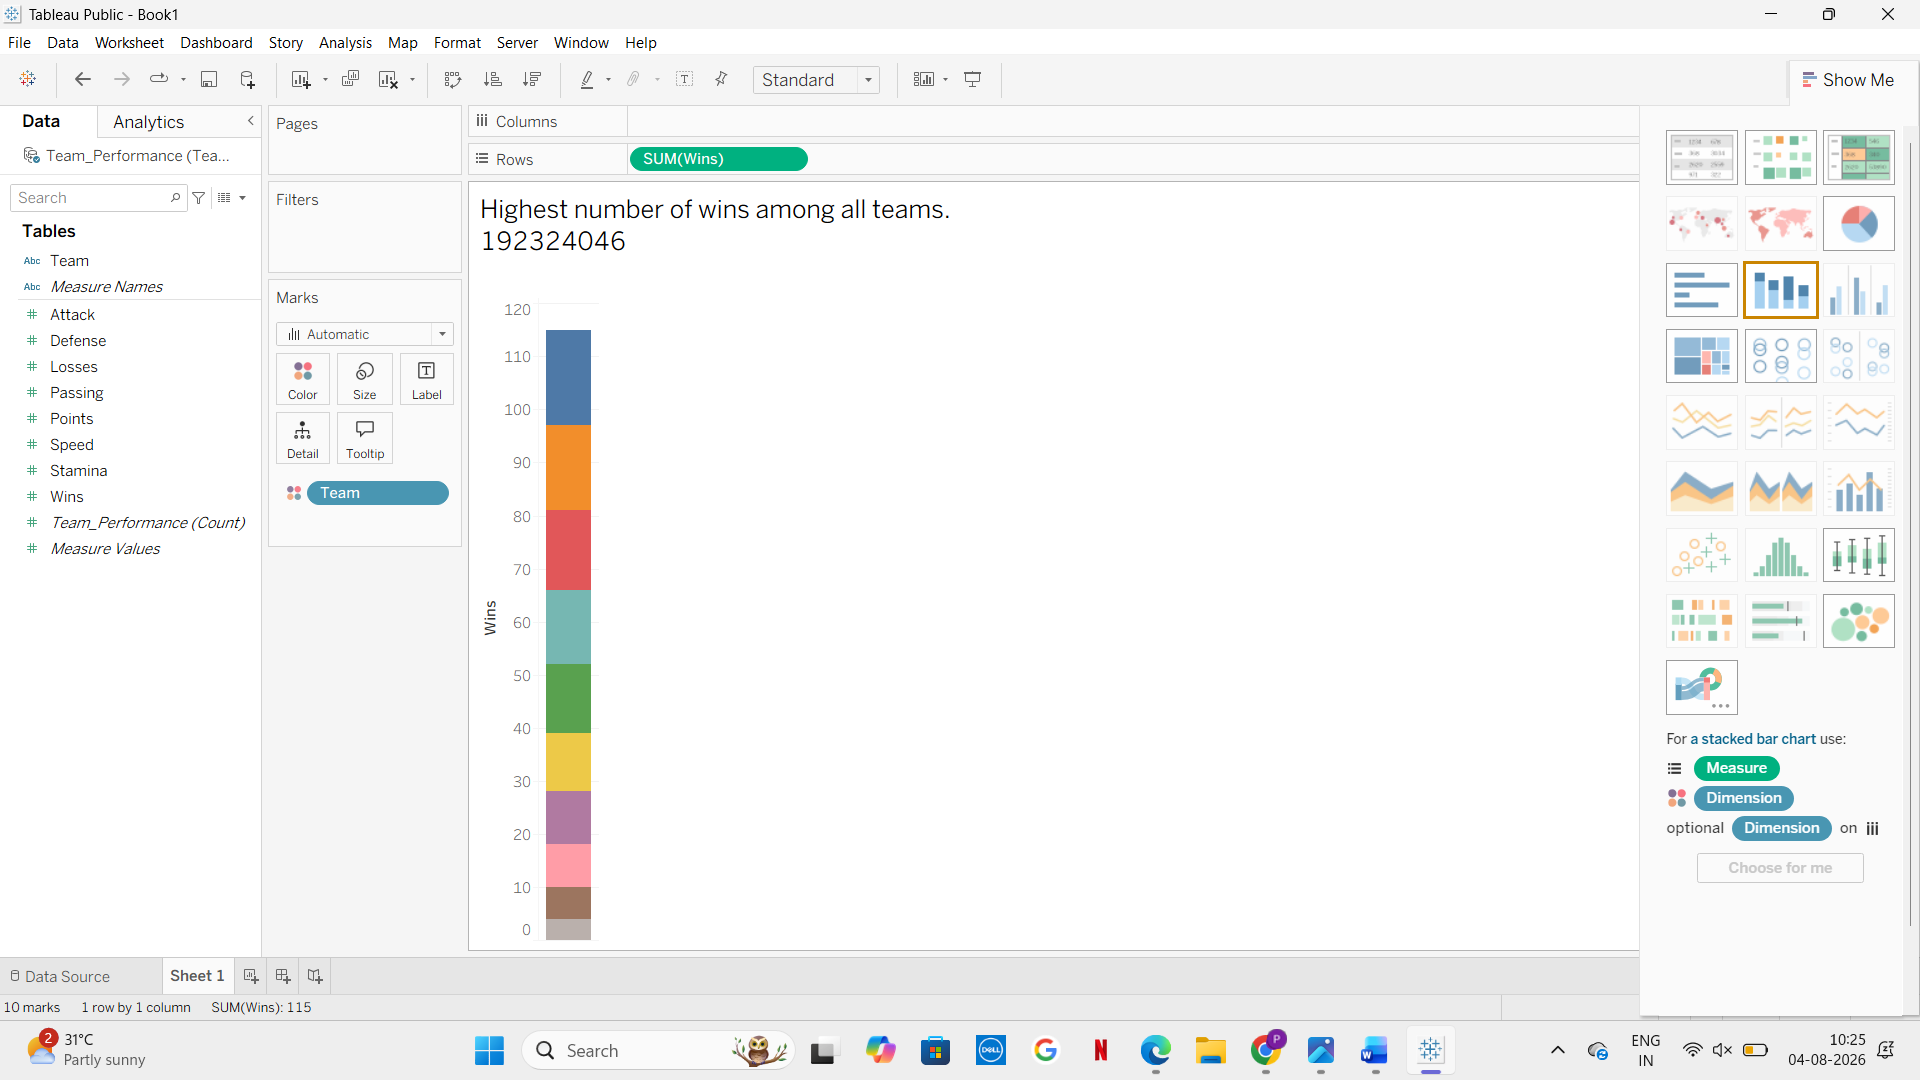 Tableau Public - Book1
File Data Worksheet Dashboard Story Analysis Map Format Server Window Help
Standard
Show Me
Data Analytics
Team_Performance (Tea...
Search
Tables
Abc Team
Abc Measure Names
# Attack
# Defense
# Losses
# Passing
# Points
# Speed
# Stamina
# Wins
# Team_Performance (Count)
# Measure Values
Pages
Filters
Marks
Automatic
Color Size Label
Detail Tooltip
Team
Columns
Rows SUM(Wins)
Highest number of wins among all teams.
192324046
120
110
100
90
80
70
60
50
40
30
20
10
0
Wins
For a stacked bar chart use:
Measure
Dimension
optional Dimension on
Choose for me
Data Source Sheet 1
10 marks 1 row by 1 column SUM(Wins): 115
2
31°C
Partly sunny
Search
DELL
G
N
P
W
ENG
IN
10:25
04-08-2026